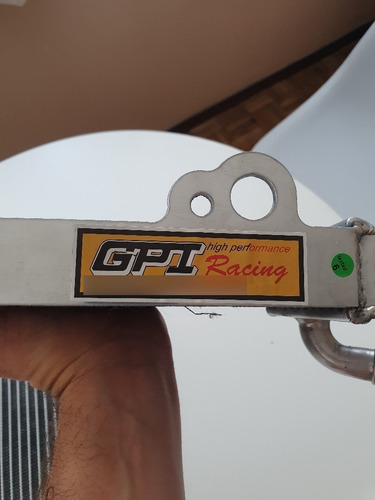 GPI high performance
Racing